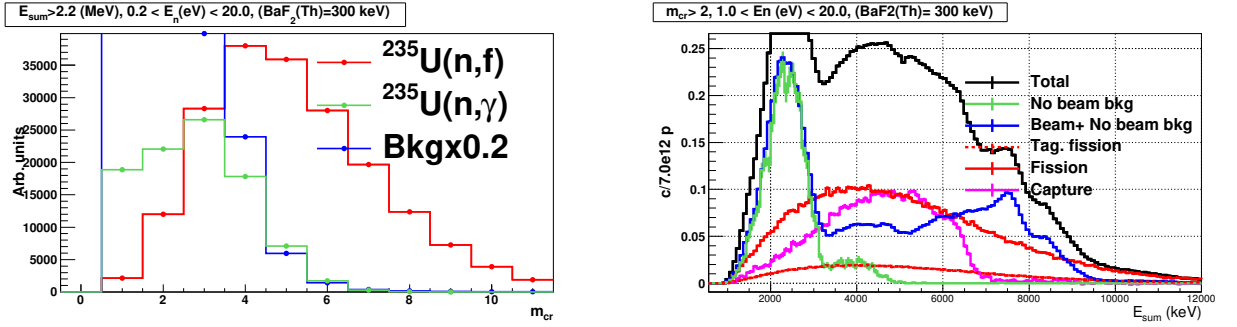 E_sum>2.2 (MeV), 0.2 < E_n(eV) < 20.0, (BaF_2(Th)=300 keV)
Arb. units
35000
30000
25000
20000
15000
10000
5000
0
²³⁵U(n,f)
²³⁵U(n,γ)
Bkgx0.2
0 2 4 6 8 10
m_cr
m_cr> 2, 1.0 < En (eV) < 20.0, (BaF2(Th)= 300 keV)
c/7.0e12 p
0.25
0.2
0.15
0.1
0.05
0
Total
No beam bkg
Beam+ No beam bkg
Tag. fission
Fission
Capture
2000 4000 6000 8000 10000 12000
E_sum (keV)